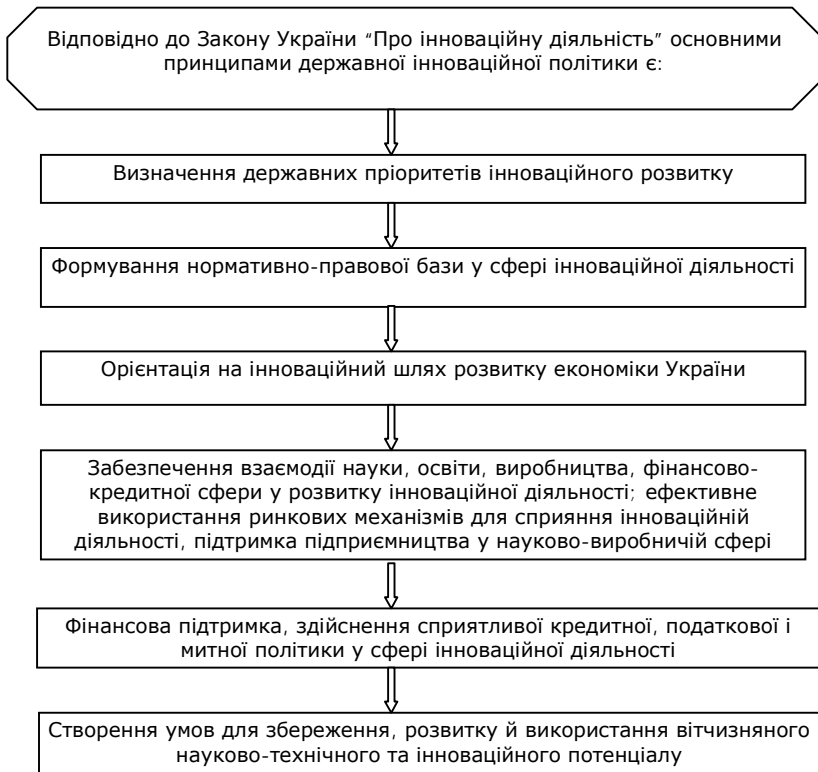 Відповідно до Закону України “Про інноваційну діяльність” основними
принципами державної інноваційної політики є:
Визначення державних пріоритетів інноваційного розвитку
Формування нормативно-правової бази у сфері інноваційної діяльності
Орієнтація на інноваційний шлях розвитку економіки України
Забезпечення взаємодії науки, освіти, виробництва, фінансово-
кредитної сфери у розвитку інноваційної діяльності; ефективне
використання ринкових механізмів для сприяння інноваційній
діяльності, підтримка підприємництва у науково-виробничій сфері
Фінансова підтримка, здійснення сприятливої кредитної, податкової і
митної політики у сфері інноваційної діяльності
Створення умов для збереження, розвитку й використання вітчизняного
науково-технічного та інноваційного потенціалу